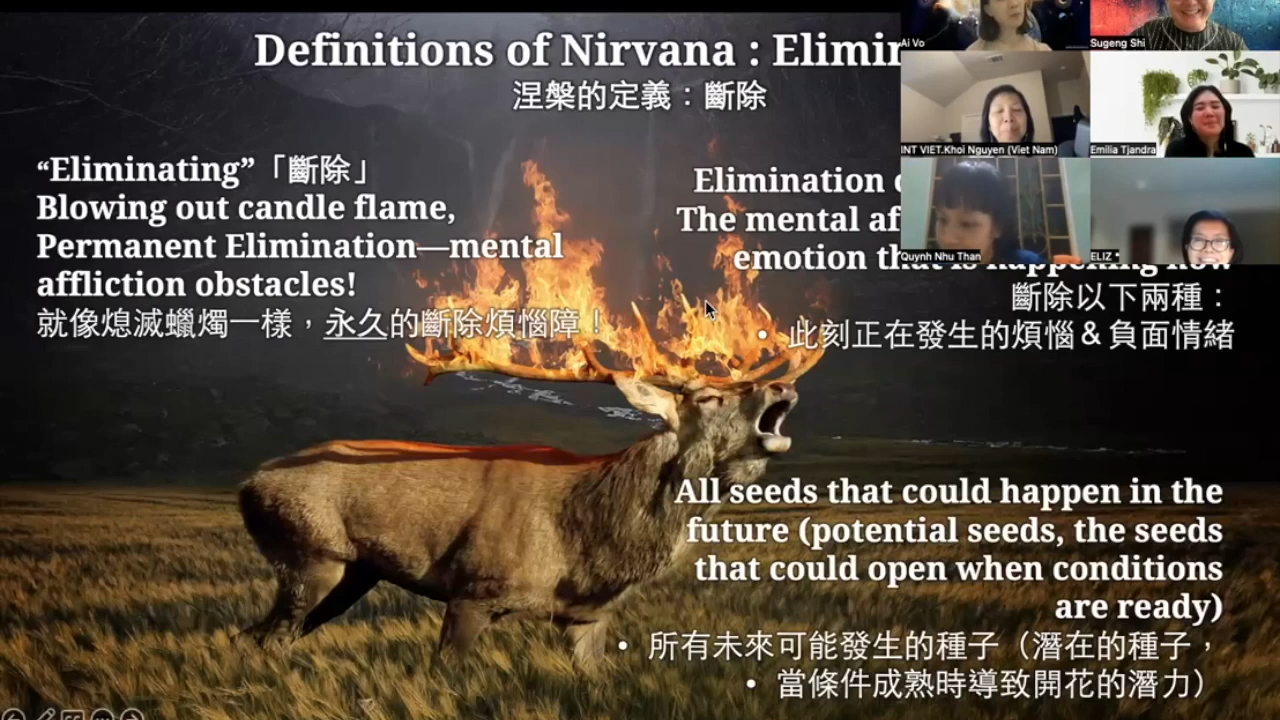 Definitions of Nirvana : Elimin
涅槃的定義：斷除
“Eliminating”「斷除」
Blowing out candle flame,
Permanent Elimination—mental
affliction obstacles!
就像熄滅蠟燭一樣，永久的斷除煩惱障！
Elimination
The mental af
emotion that is happening now
斷除以下兩種：
• 此刻正在發生的煩惱＆負面情緒
All seeds that could happen in the
future (potential seeds, the seeds
that could open when conditions
are ready)
• 所有未來可能發生的種子（潛在的種子，
• 當條件成熟時導致開花的潛力）
Ai Vo
Sugeng Shi
INT VIET.Khoi Nguyen (Viet Nam)
Emilia Tjandra
Quynh Nhu Than
ELIZ *